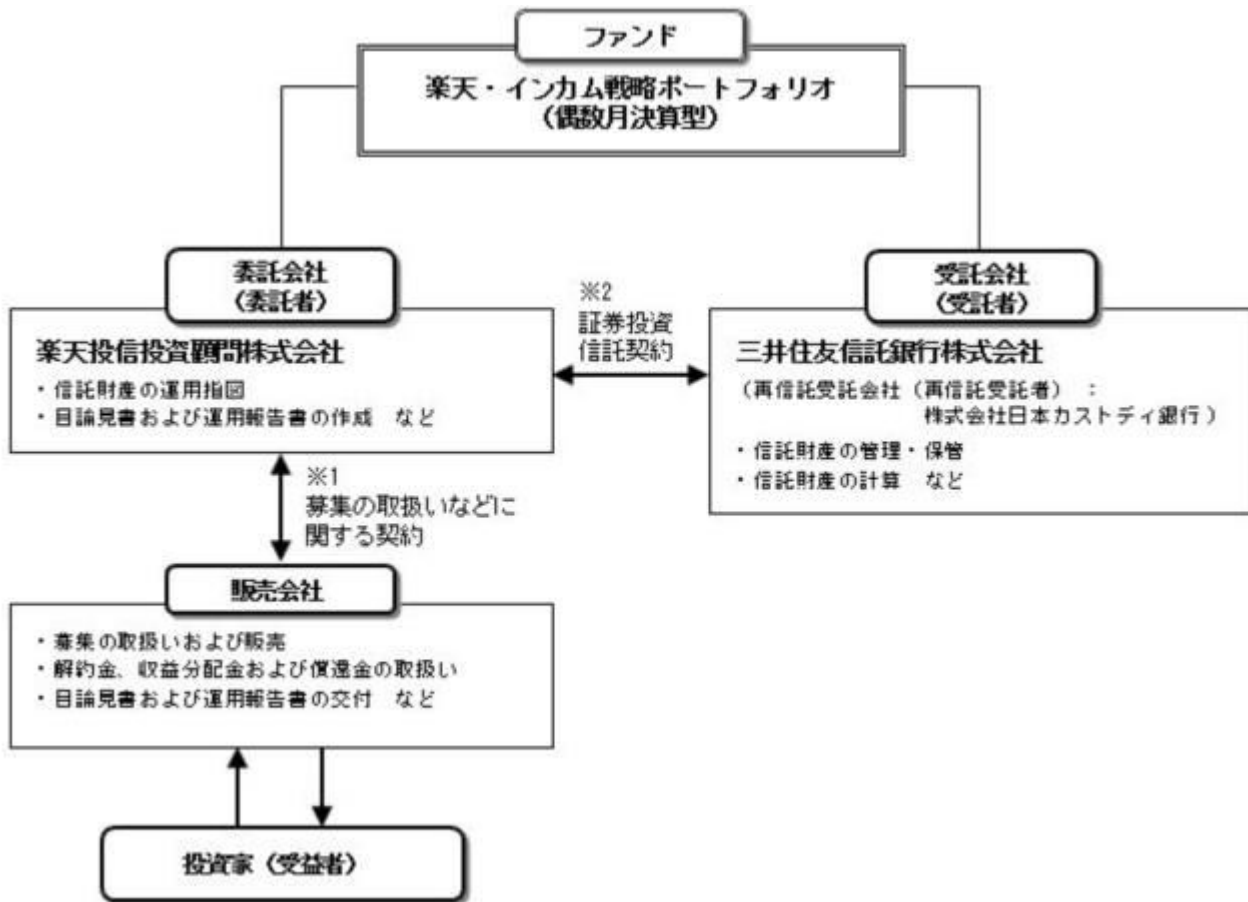 ファンド
楽天・インカム戦略ポートフォリオ
（偶数月決算型）
委託会社
（委託者）
楽天投信投資顧問株式会社
・信託財産の運用指図
・目論見書および運用報告書の作成　など
※2
証券投資
信託契約
受託会社
（受託者）
三井住友信託銀行株式会社
（再信託受託会社（再信託受託者）：
株式会社日本カストディ銀行）
・信託財産の管理・保管
・信託財産の計算　など
※1
募集の取扱いなどに
関する契約
販売会社
・募集の取扱いおよび販売
・解約金、収益分配金および償還金の取扱い
・目論見書および運用報告書の交付　など
投資家（受益者）